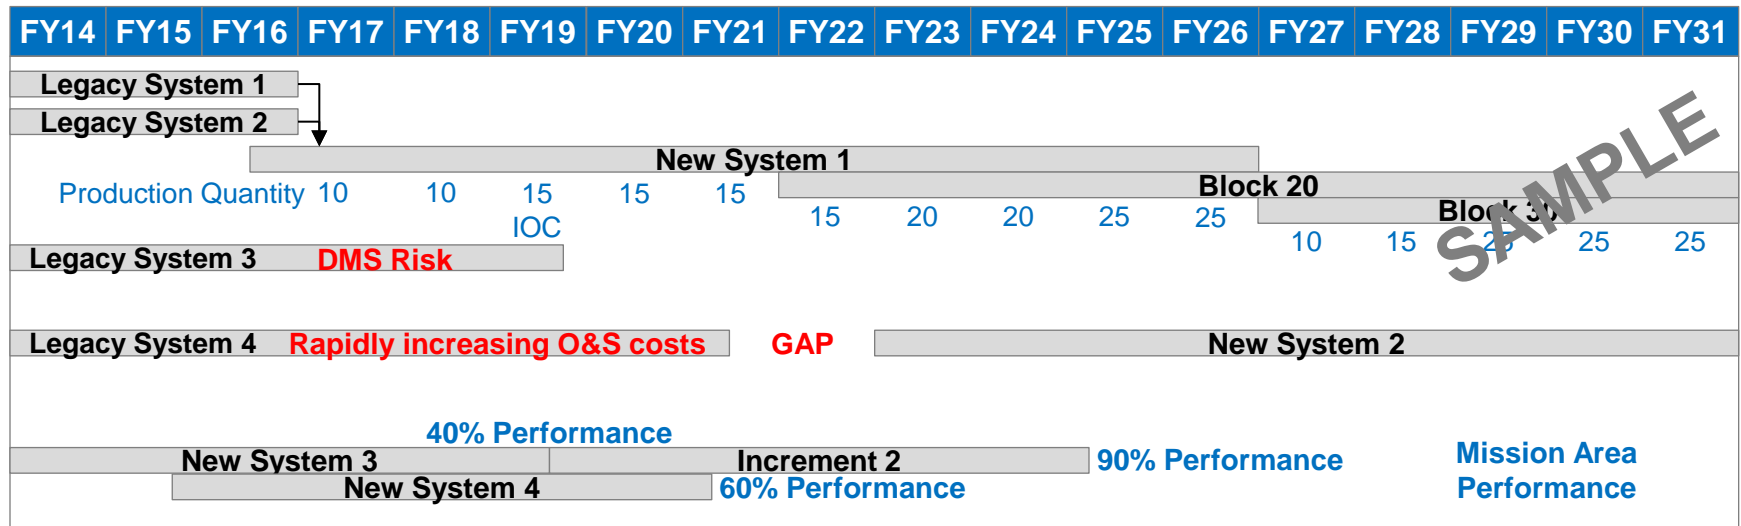 FY14 FY15 FY16 FY17 FY18 FY19 FY20 FY21 FY22 FY23 FY24 FY25 FY26 FY27 FY28 FY29 FY30 FY31
Legacy System 1
Legacy System 2
New System 1
Block 20
Production Quantity 10 10 15 15 15
IOC
15 20 20 25 25
Block 30
10 15 25 25 25
SAMPLE
Legacy System 3 DMS Risk
Legacy System 4 Rapidly increasing O&S costs GAP New System 2
40% Performance
New System 3 Increment 2 90% Performance
New System 4 60% Performance
Mission Area
Performance